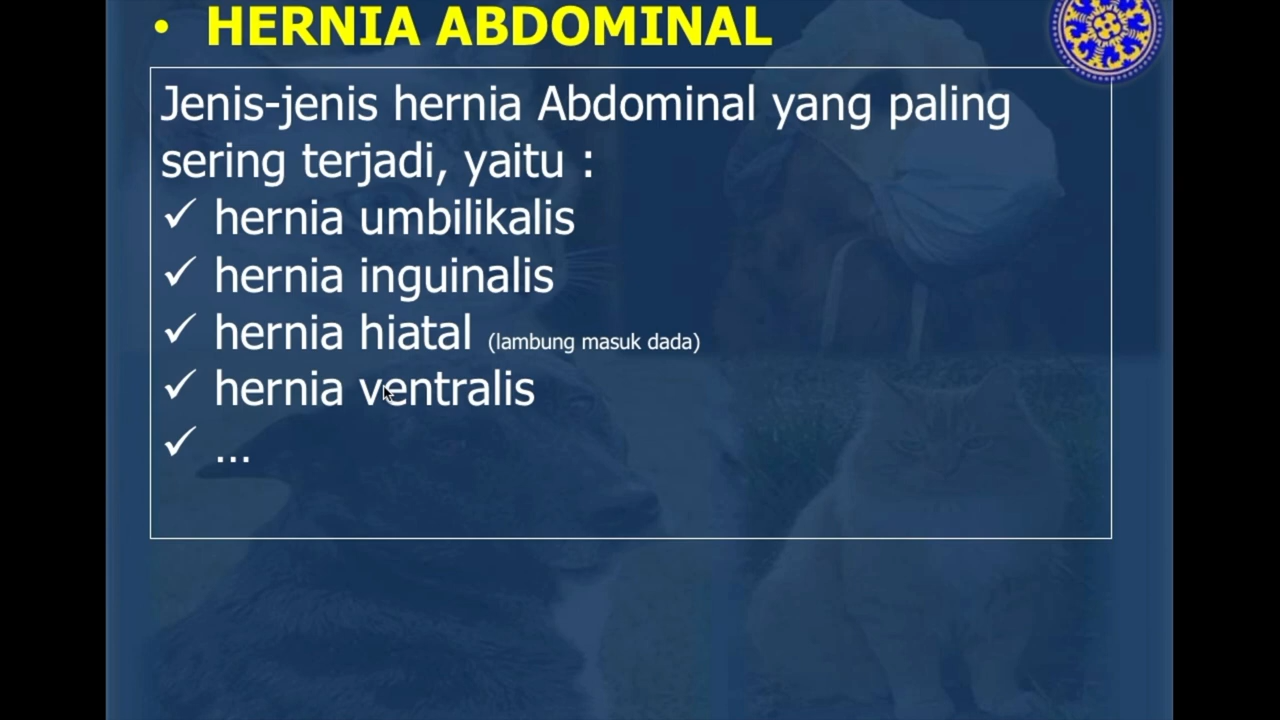 • HERNIA ABDOMINAL
Jenis-jenis hernia Abdominal yang paling
sering terjadi, yaitu :
✓ hernia umbilikalis
✓ hernia inguinalis
✓ hernia hiatal (lambung masuk dada)
✓ hernia ventralis
✓ ...